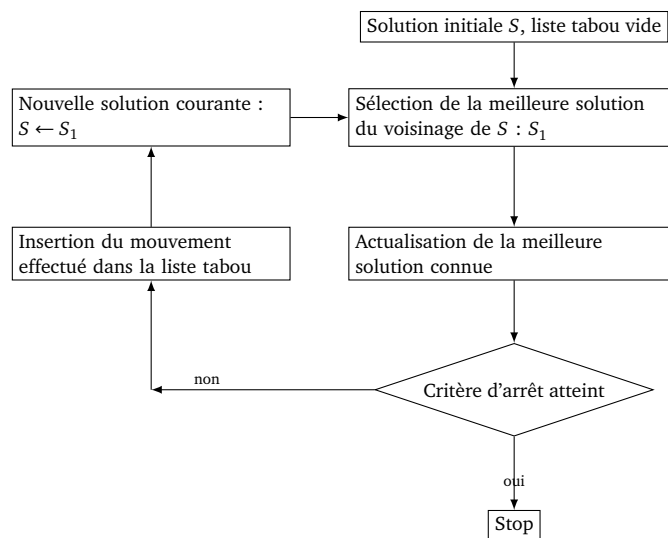 Solution initiale S, liste tabou vide
Nouvelle solution courante :
S ← S₁
Sélection de la meilleure solution
du voisinage de S : S₁
Insertion du mouvement
effectué dans la liste tabou
Actualisation de la meilleure
solution connue
non
Critère d'arrêt atteint
oui
Stop